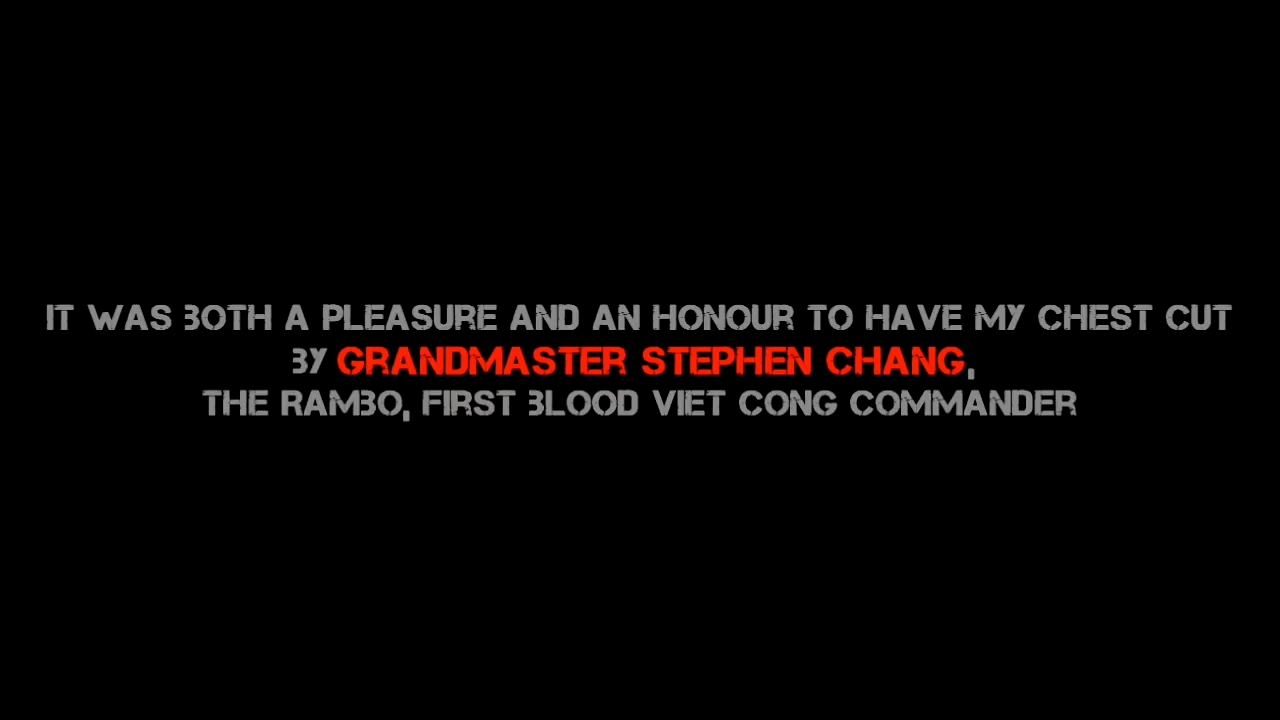 IT WAS BOTH A PLEASURE AND AN HONOUR TO HAVE MY CHEST CUT
BY GRANDMASTER STEPHEN CHANG,
THE RAMBO, FIRST BLOOD VIET CONG COMMANDER